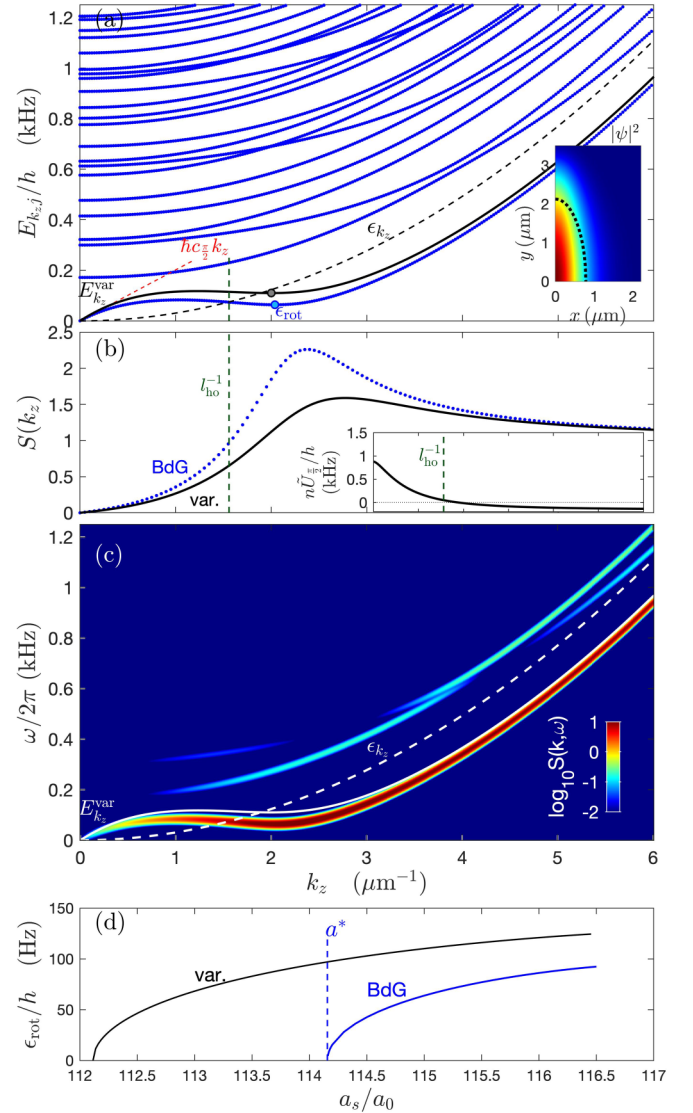 (a)
E_{k_z,j}/h (kHz)
1.2
1
0.8
0.6
0.4
0.2
0
|ψ|²
y (μm)
3
2
1
0
0 1 2
x (μm)
ϵ_{k_z}
ħc_{π/2}k_z
E^{var}_{k_z}
ϵ_{rot}
(b)
S(k_z)
2.5
2
1.5
1
0.5
0
l_{ho}^{-1}
BdG
var.
nŨ_{π/2}/h
(kHz)
1.5
1
0.5
0
l_{ho}^{-1}
(c)
ω/2π (kHz)
1.2
1
0.8
0.6
0.4
0.2
0
E^{var}_{k_z}
ϵ_{k_z}
log₁₀S(k,ω)
1
0
-1
-2
0 1 2 3 4 5 6
k_z (μm⁻¹)
(d)
ϵ_{rot}/h (Hz)
150
100
50
0
var.
a*
BdG
112 112.5 113 113.5 114 114.5 115 115.5 116 116.5 117
a_s/a_0